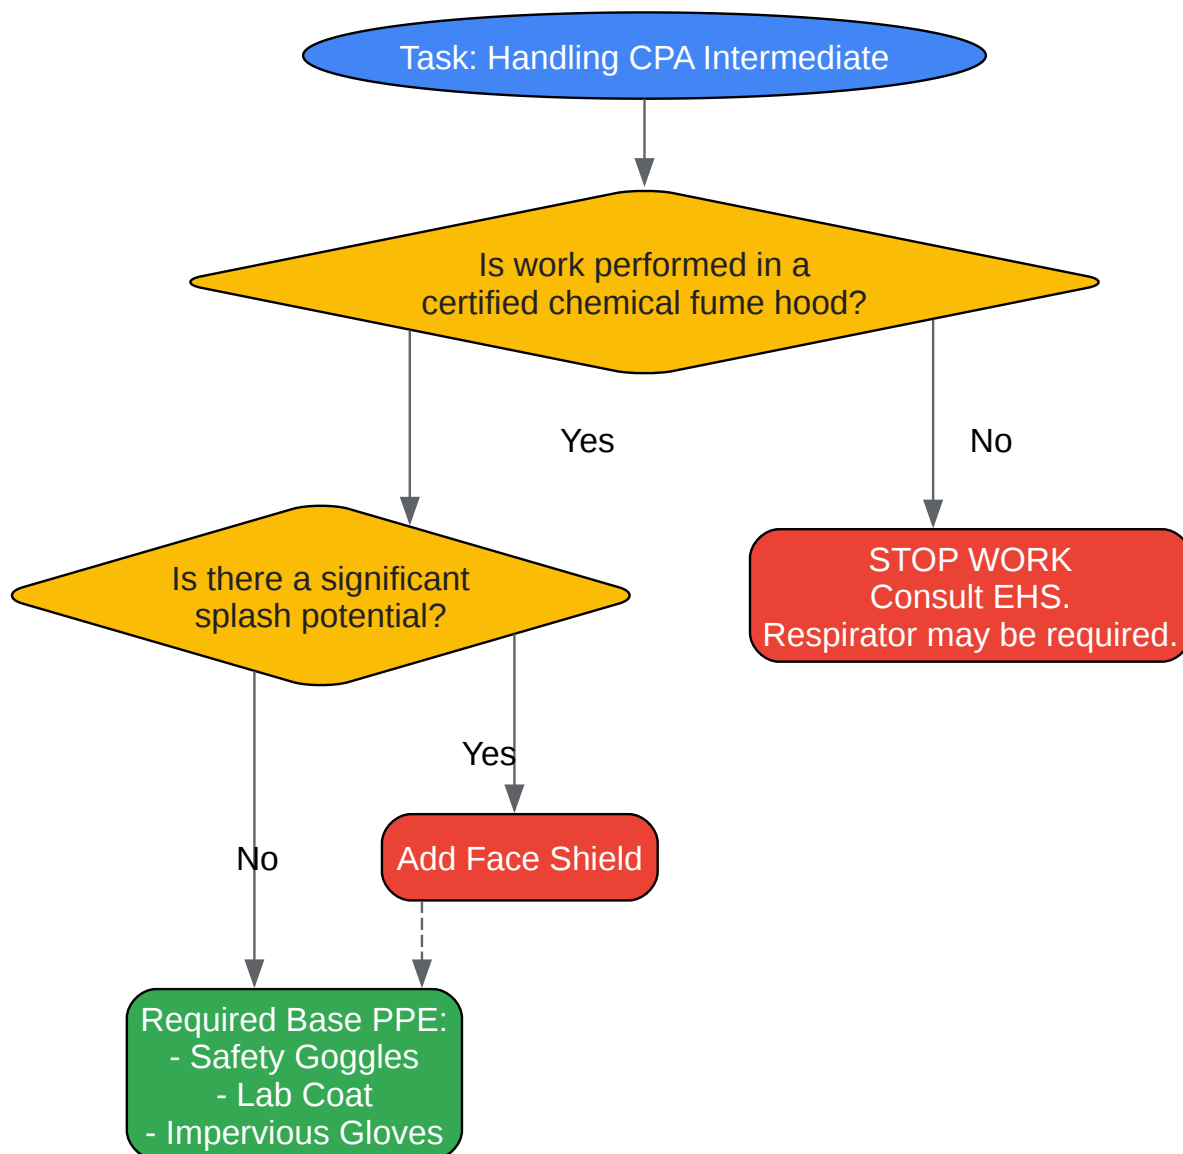 Task: Handling CPA Intermediate
Is work performed in a
certified chemical fume hood?
Yes
No
Is there a significant
splash potential?
STOP WORK
Consult EHS.
Respirator may be required.
Yes
No
Add Face Shield
Required Base PPE:
- Safety Goggles
- Lab Coat
- Impervious Gloves